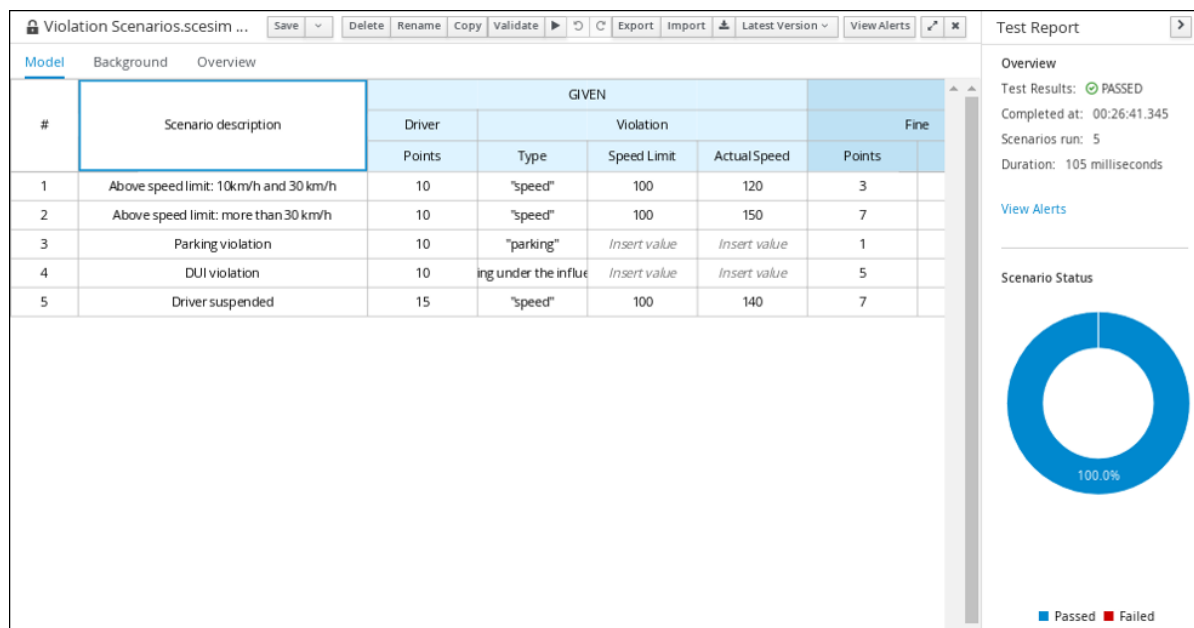 Violation Scenarios.scesim ... Save Delete Rename Copy Validate Export Import Latest Version View Alerts
Test Report
Model Background Overview
# Scenario description GIVEN
Driver Violation Fine
Points Type Speed Limit Actual Speed Points
1 Above speed limit: 10km/h and 30 km/h 10 "speed" 100 120 3
2 Above speed limit: more than 30 km/h 10 "speed" 100 150 7
3 Parking violation 10 "parking" Insert value Insert value 1
4 DUI violation 10 ing under the influe Insert value Insert value 5
5 Driver suspended 15 "speed" 100 140 7
Overview
Test Results: PASSED
Completed at: 00:26:41.345
Scenarios run: 5
Duration: 105 milliseconds
View Alerts
Scenario Status
100.0%
Passed Failed